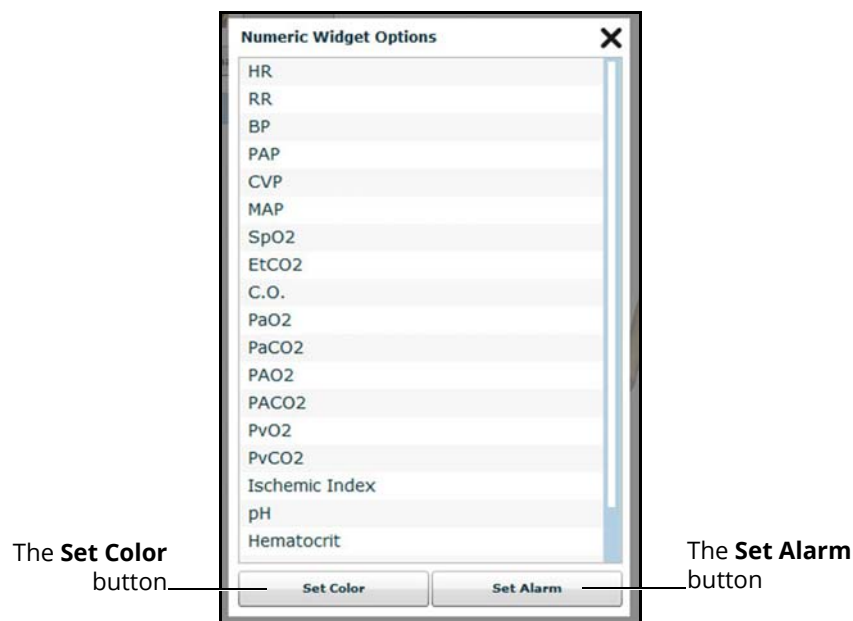 Numeric Widget Options
HR
RR
BP
PAP
CVP
MAP
SpO2
EtCO2
C.O.
PaO2
PaCO2
PAO2
PACO2
PvO2
PvCO2
Ischemic Index
pH
Hematocrit
The Set Color
button
Set Color
Set Alarm
The Set Alarm
button